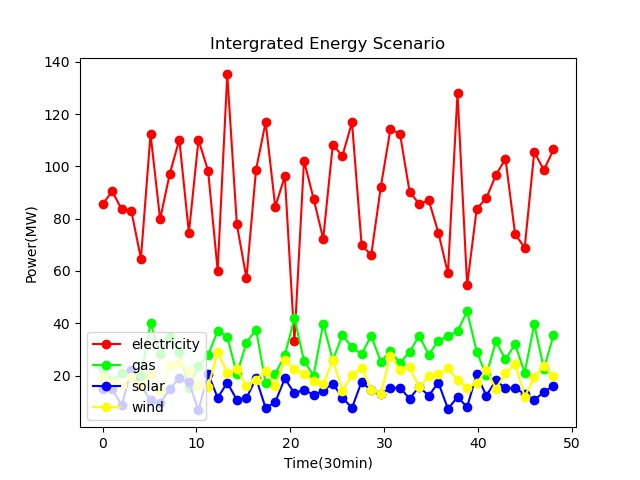 Intergrated Energy Scenario
Power(MW)
140
120
100
80
60
40
20
electricity
gas
solar
wind
0 10 20 30 40 50
Time(30min)